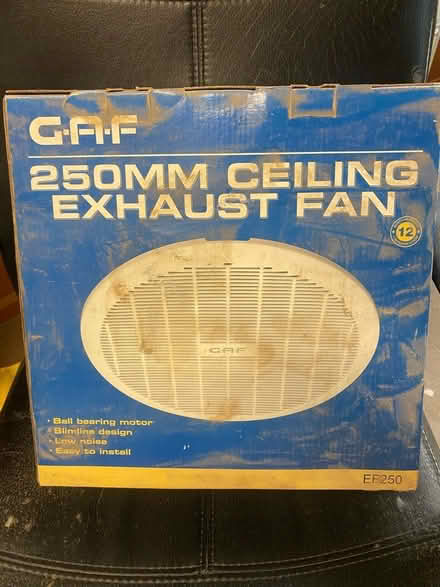 G·A·F
250MM CEILING
EXHAUST FAN
12
GAF
• Ball bearing motor
• Slimline design
• Low noise
• Easy to install
EF250